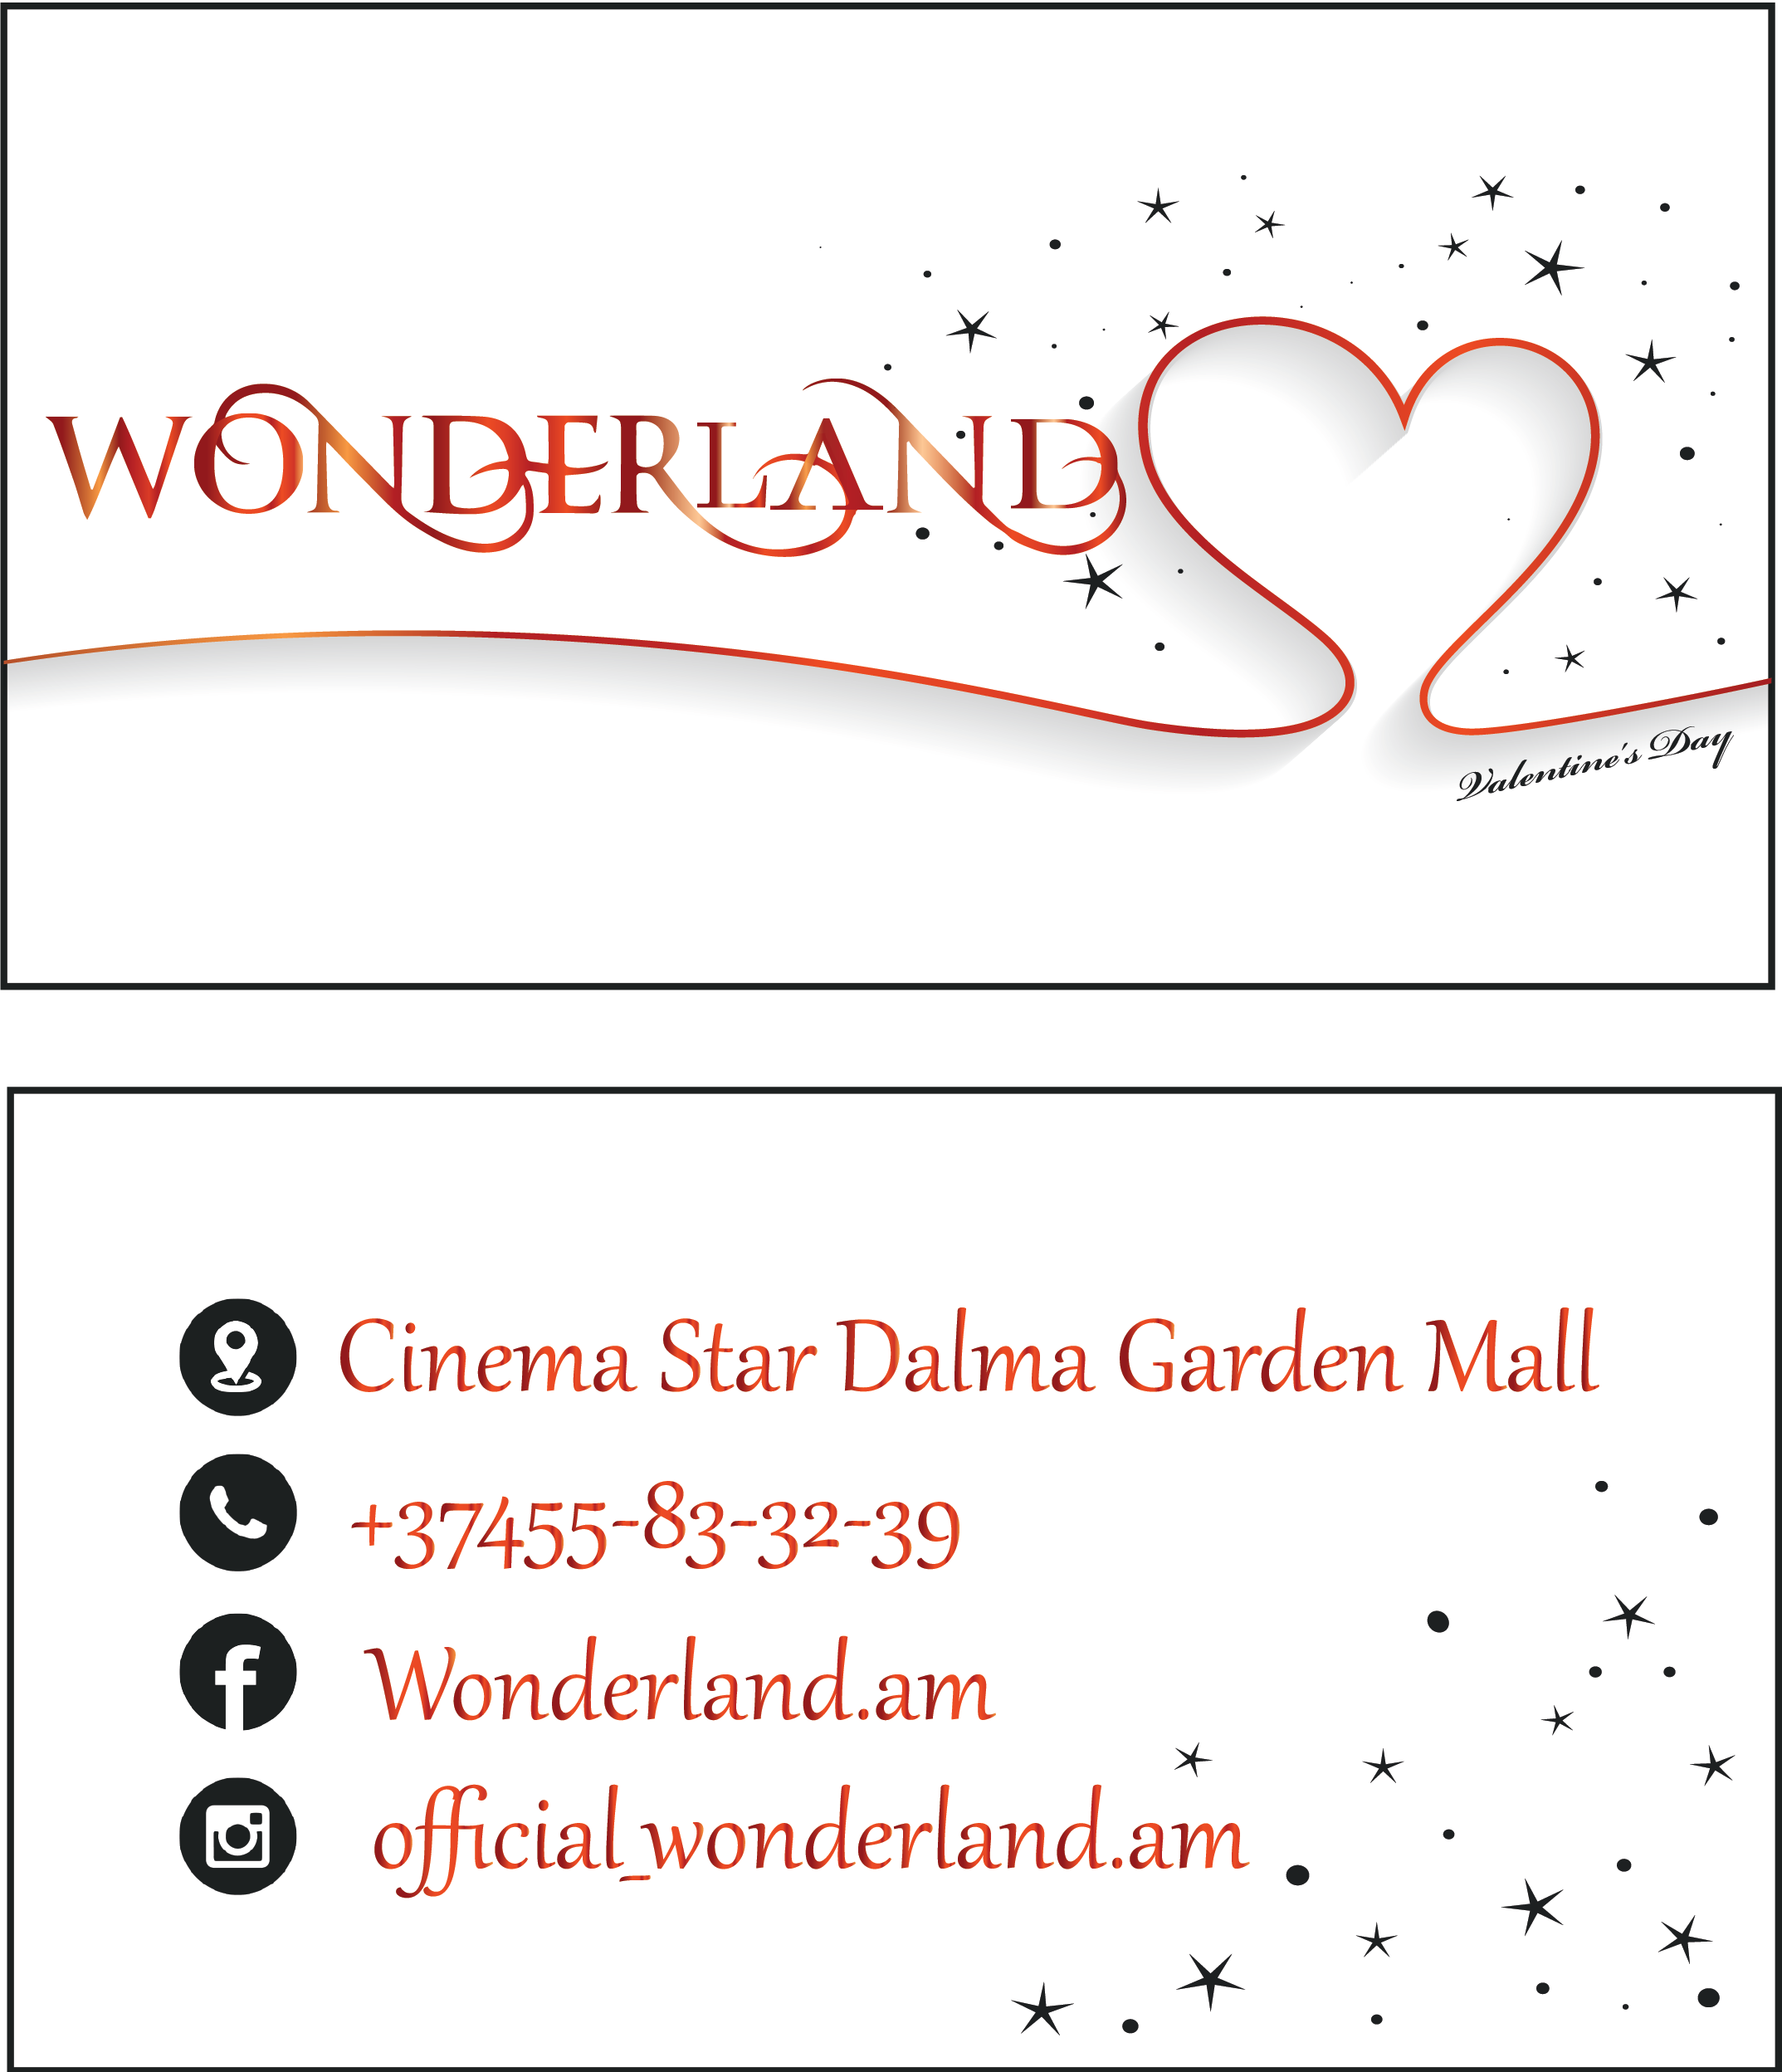 WONDERLAND
Valentine's Day
Cinema Star Dalma Garden Mall
+37455-83-32-39
Wonderland.am
official_wonderland.am